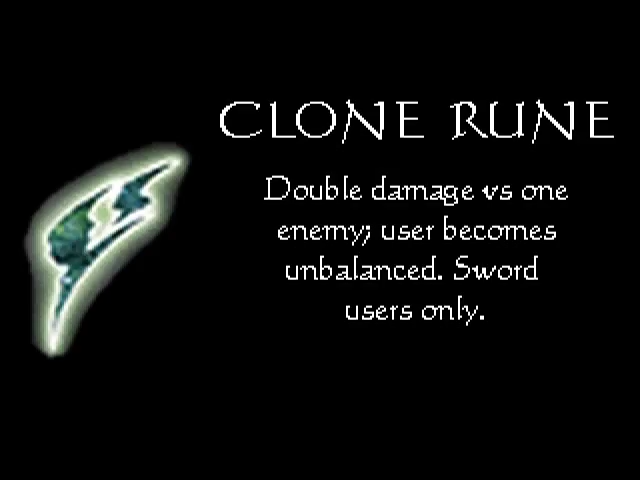 CLONE RUNE
Double damage vs one
enemy; user becomes
unbalanced. Sword
users only.